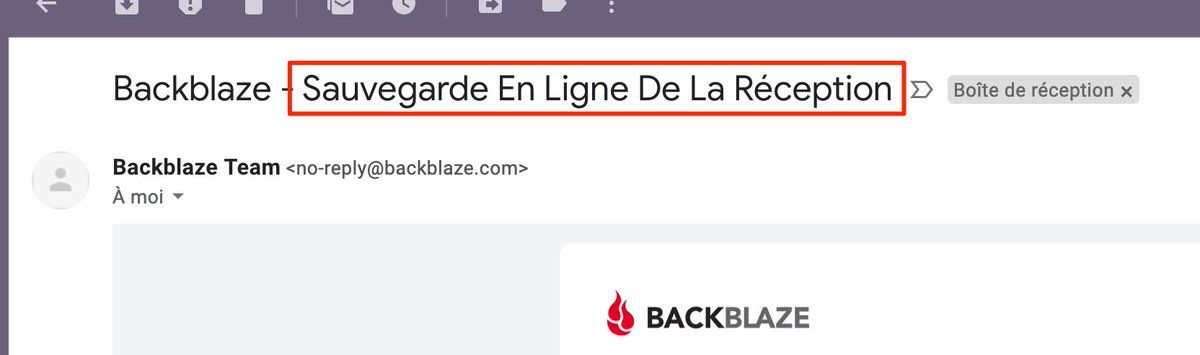 Backblaze - Sauvegarde En Ligne De La Réception Boîte de réception x
Backblaze Team <no-reply@backblaze.com>
À moi
BACKBLAZE